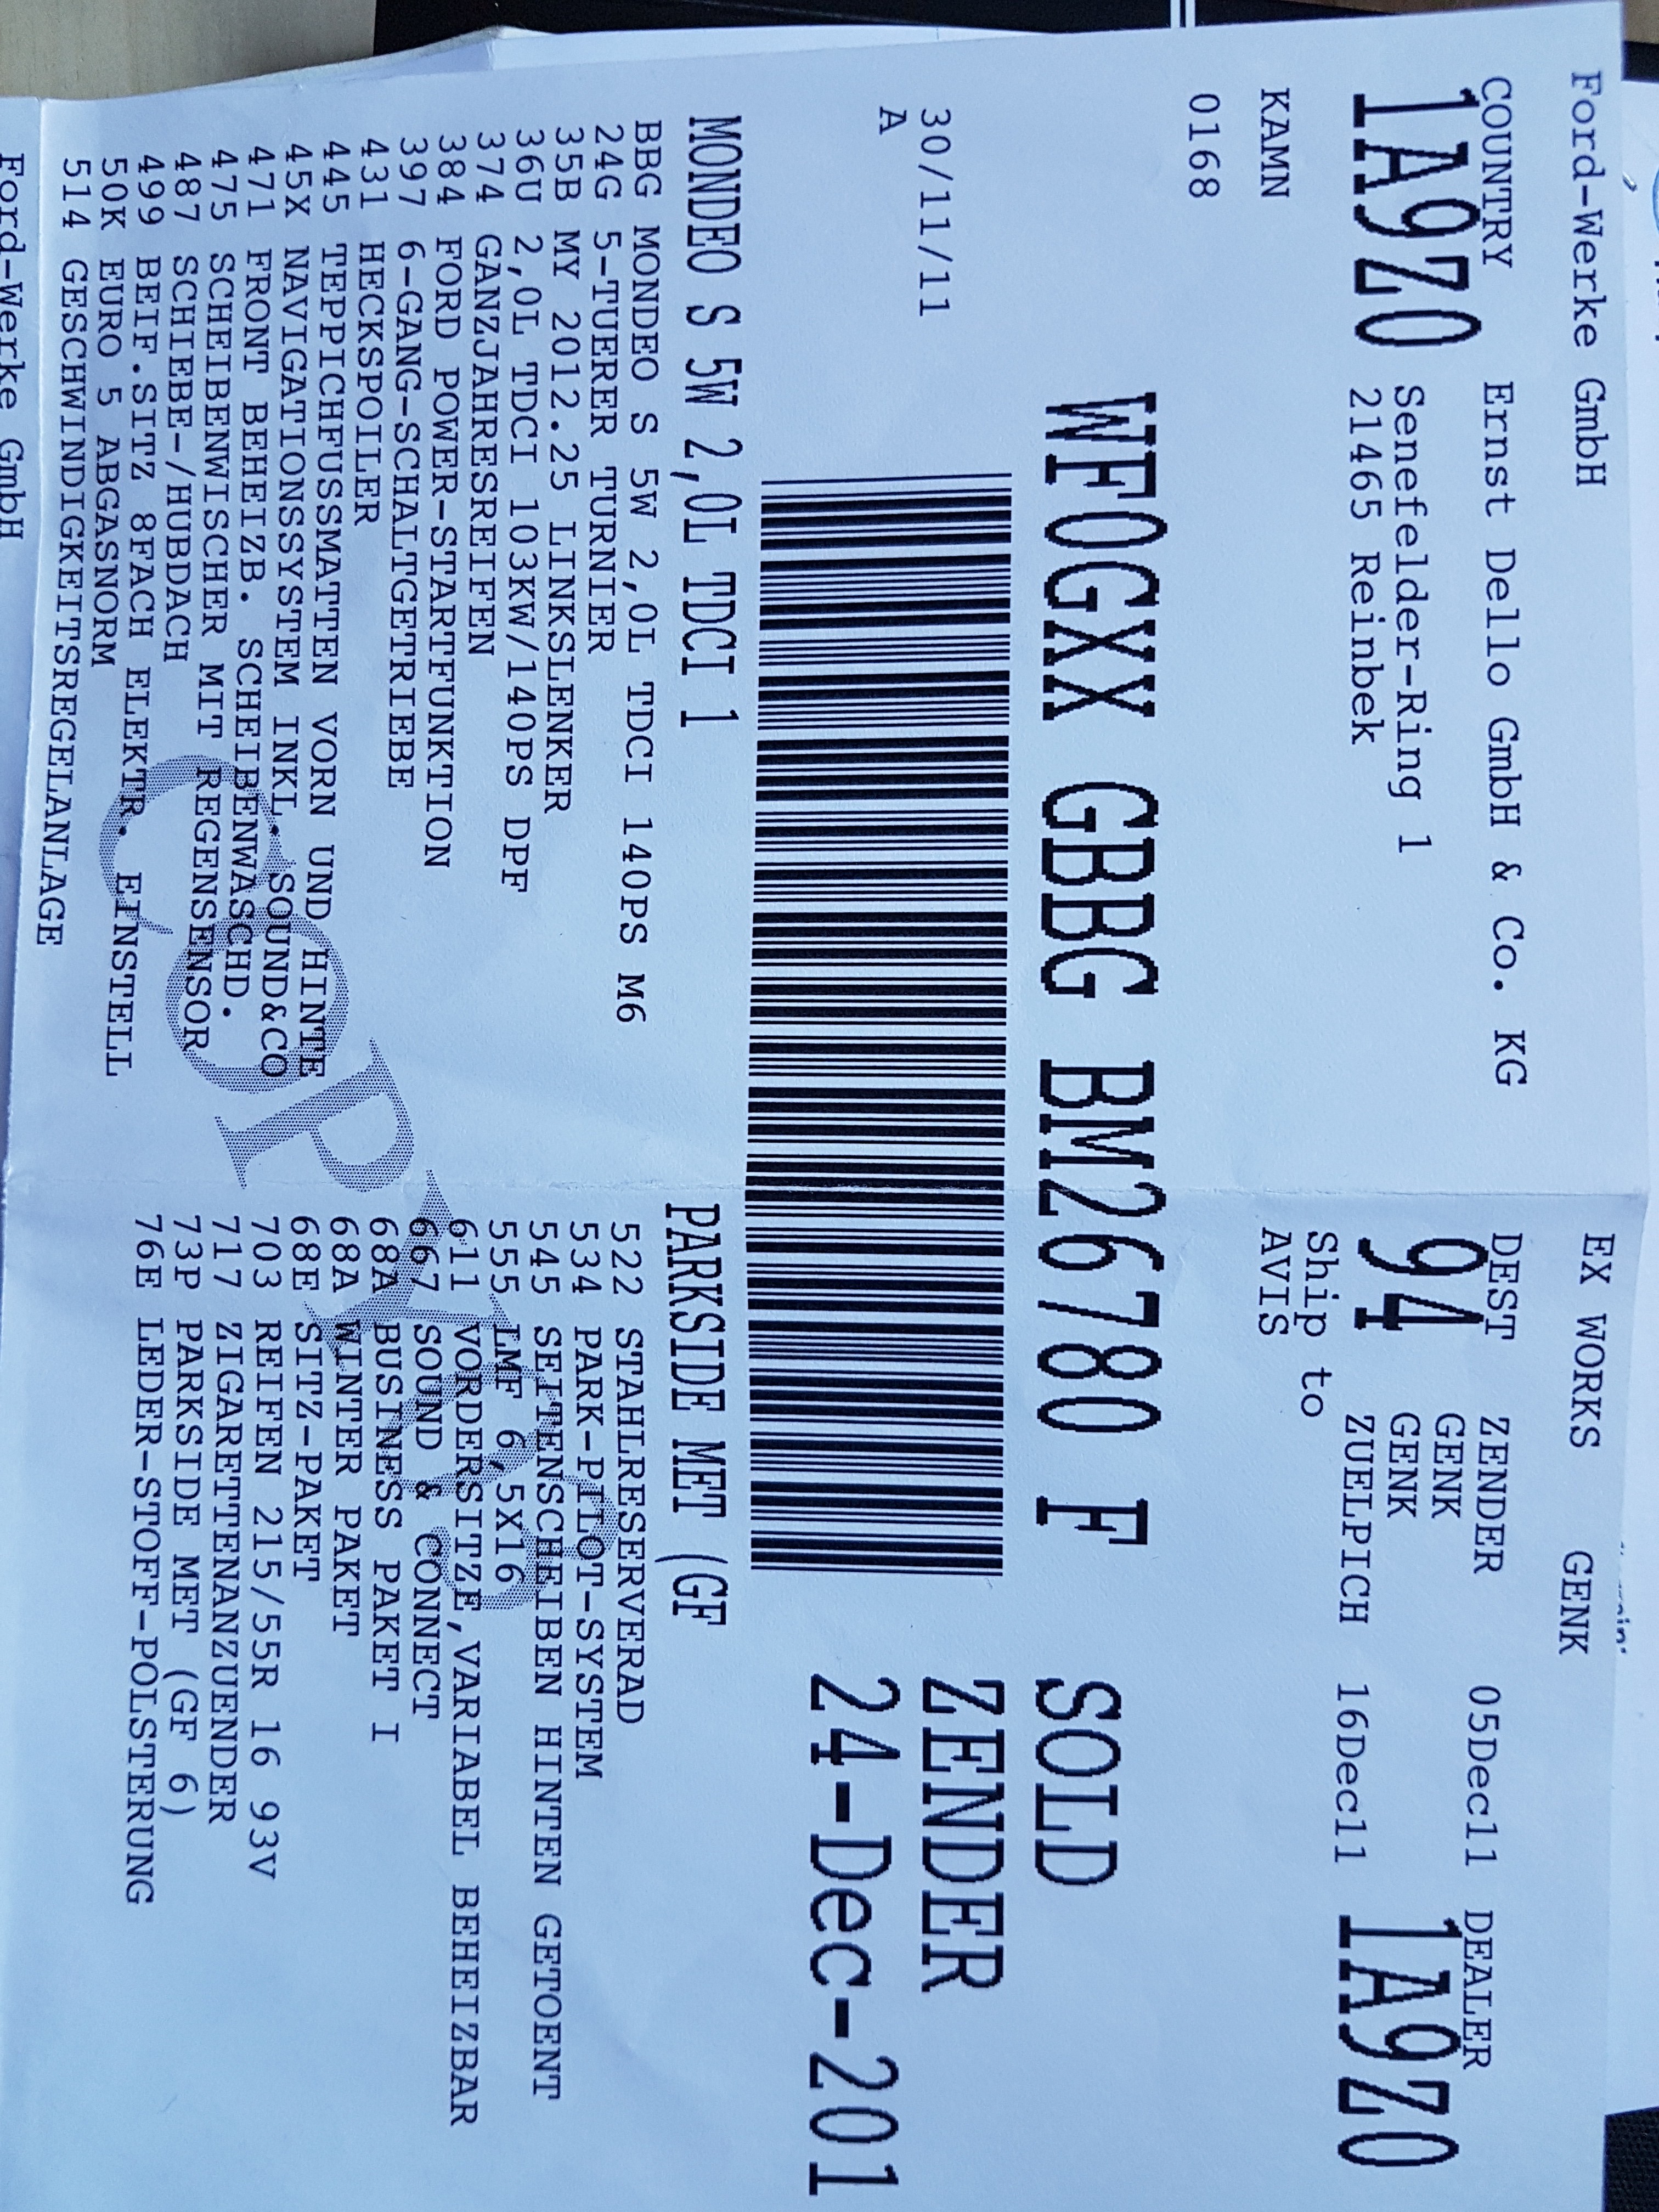 Ford-Werke GmbH
EX WORKS GENK
COUNTRY
1A9Z0
Ernst Dello GmbH & Co. KG
Senefelder-Ring 1
21465 Reinbek
DEST
94
ZENDER 05Dec11
GENK
GENK
ZUELPICH 16Dec11
DEALER
1A9Z0
Ship to
AVIS
KAMN
0168
WF0GXX GBBG BM26780 F
SOLD
ZENDER
24-Dec-201
30/11/11
A
MONDEO S 5W 2,0L TDCI 1
PARKSIDE MET (GF
BBG MONDEO S 5W 2,0L TDCI 140PS M6
24G 5-TUERER TURNIER
35B MY 2012.25 LINKSLENKER
36U 2,0L TDCI 103KW/140PS DPF
374 GANZJAHRESREIFEN
384 FORD POWER-STARTFUNKTION
397 6-GANG-SCHALTGETRIEBE
431 HECKSPOILER
445 TEPPICHFUSSMATTEN VORN UND HINTE
45X NAVIGATIONSSYSTEM INKL. SOUND&CO
471 FRONT BEHEIZB. SCHEIBENWASCHD.
475 SCHEIBENWISCHER MIT REGENSENSOR
487 SCHIEBE-/HUBDACH
499 BEIF.SITZ 8FACH ELEKTR. EINSTELL
50K EURO 5 ABGASNORM
514 GESCHWINDIGKEITSREGELANLAGE
522 STAHLRESERVERAD
534 PARK-PILOT-SYSTEM
545 SEITENSCHEIBEN HINTEN GETOENT
555 LMF 6,5X16
611 VORDERSITZE,VARIABEL BEHEIZBAR
667 SOUND & CONNECT
68A BUSINESS PAKET I
68A WINTER PAKET
68E SITZ-PAKET
703 REIFEN 215/55R 16 93V
717 ZIGARETTENANZUENDER
73P PARKSIDE MET (GF 6)
76E LEDER-STOFF-POLSTERUNG
Ford-Werke GmbH